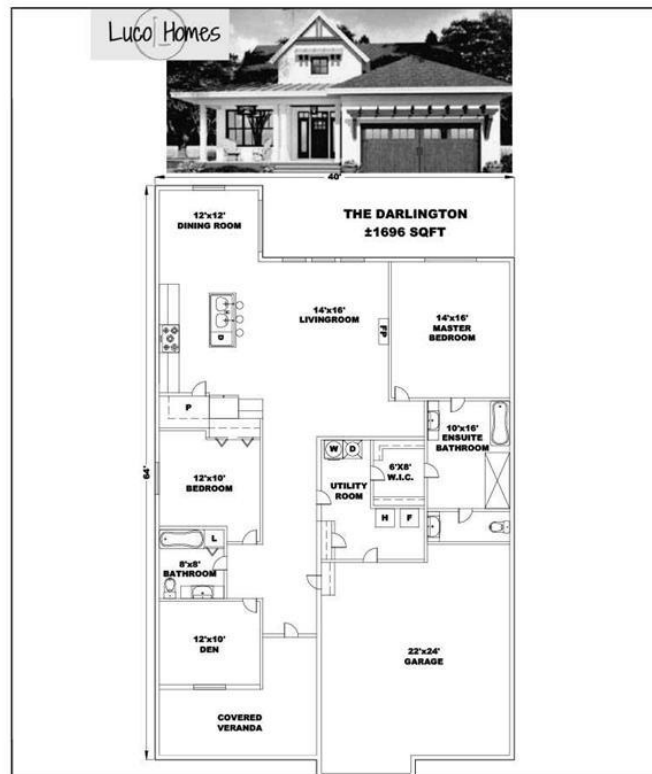 Luco Homes
40'
THE DARLINGTON
±1696 SQFT
12'x12'
DINING ROOM
14'x16'
LIVINGROOM
FP
14'x16'
MASTER
BEDROOM
D
P
64'
12'x10'
BEDROOM
W D
UTILITY
ROOM
6'X8'
W.I.C.
10'x16'
ENSUITE
BATHROOM
H F
L
8'x8'
BATHROOM
12'x10'
DEN
22'x24'
GARAGE
COVERED
VERANDA